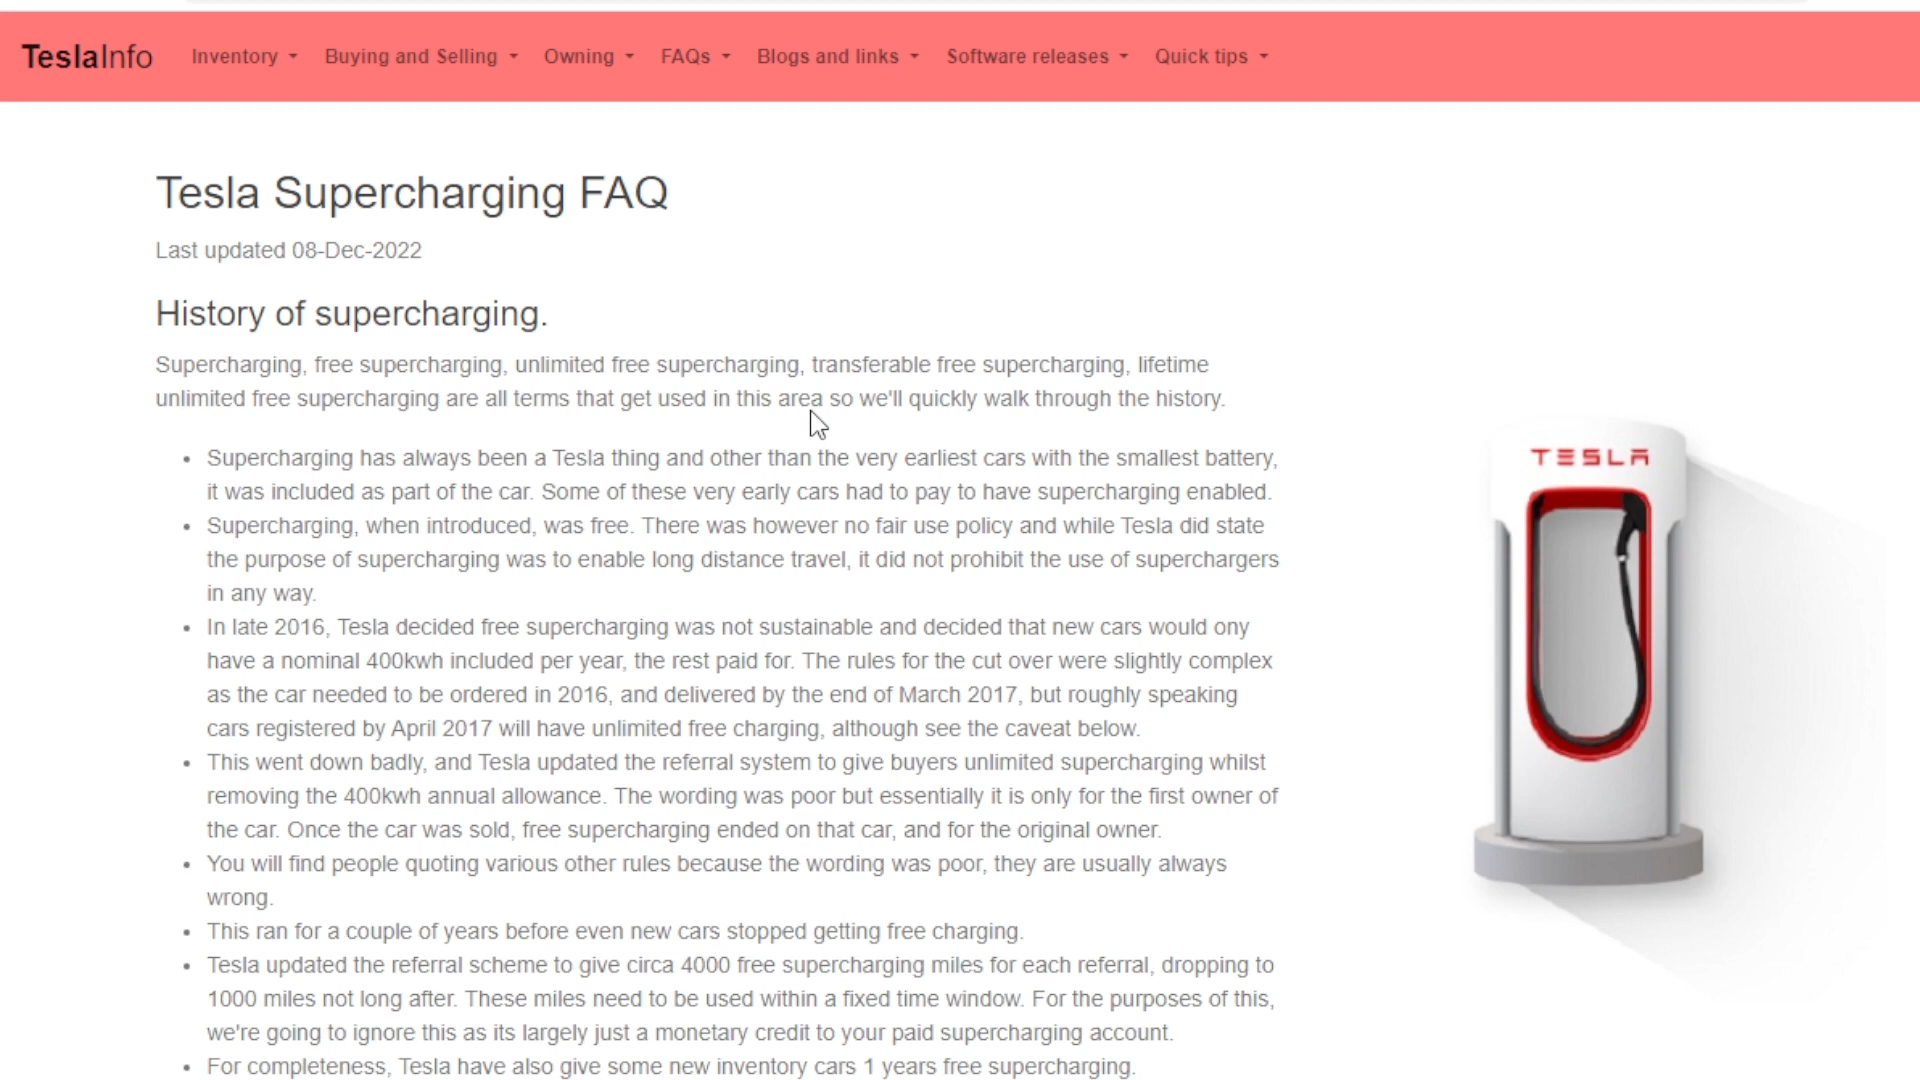 TeslaInfo Inventory Buying and Selling Owning FAQs Blogs and links Software releases Quick tips
Tesla Supercharging FAQ
Last updated 08-Dec-2022
History of supercharging.
Supercharging, free supercharging, unlimited free supercharging, transferable free supercharging, lifetime
unlimited free supercharging are all terms that get used in this area so we'll quickly walk through the history.
• Supercharging has always been a Tesla thing and other than the very earliest cars with the smallest battery,
it was included as part of the car. Some of these very early cars had to pay to have supercharging enabled.
• Supercharging, when introduced, was free. There was however no fair use policy and while Tesla did state
the purpose of supercharging was to enable long distance travel, it did not prohibit the use of superchargers
in any way.
• In late 2016, Tesla decided free supercharging was not sustainable and decided that new cars would ony
have a nominal 400kwh included per year, the rest paid for. The rules for the cut over were slightly complex
as the car needed to be ordered in 2016, and delivered by the end of March 2017, but roughly speaking
cars registered by April 2017 will have unlimited free charging, although see the caveat below.
• This went down badly, and Tesla updated the referral system to give buyers unlimited supercharging whilst
removing the 400kwh annual allowance. The wording was poor but essentially it is only for the first owner of
the car. Once the car was sold, free supercharging ended on that car, and for the original owner.
• You will find people quoting various other rules because the wording was poor, they are usually always
wrong.
• This ran for a couple of years before even new cars stopped getting free charging.
• Tesla updated the referral scheme to give circa 4000 free supercharging miles for each referral, dropping to
1000 miles not long after. These miles need to be used within a fixed time window. For the purposes of this,
we're going to ignore this as its largely just a monetary credit to your paid supercharging account.
• For completeness, Tesla have also give some new inventory cars 1 years free supercharging.
TESLA